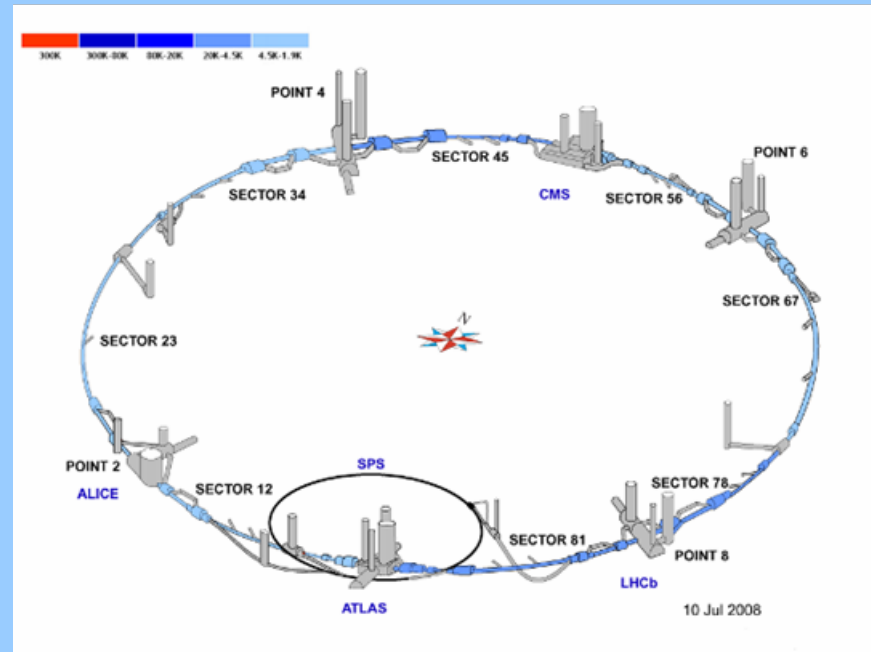 300K 300K-80K 80K-20K 20K-4.5K 4.5K-1.9K
POINT 4
POINT 6
SECTOR 45
SECTOR 34
CMS
SECTOR 56
SECTOR 67
N
SECTOR 23
POINT 2
ALICE
SPS
SECTOR 12
SECTOR 78
SECTOR 81
POINT 8
LHCb
ATLAS
10 Jul 2008